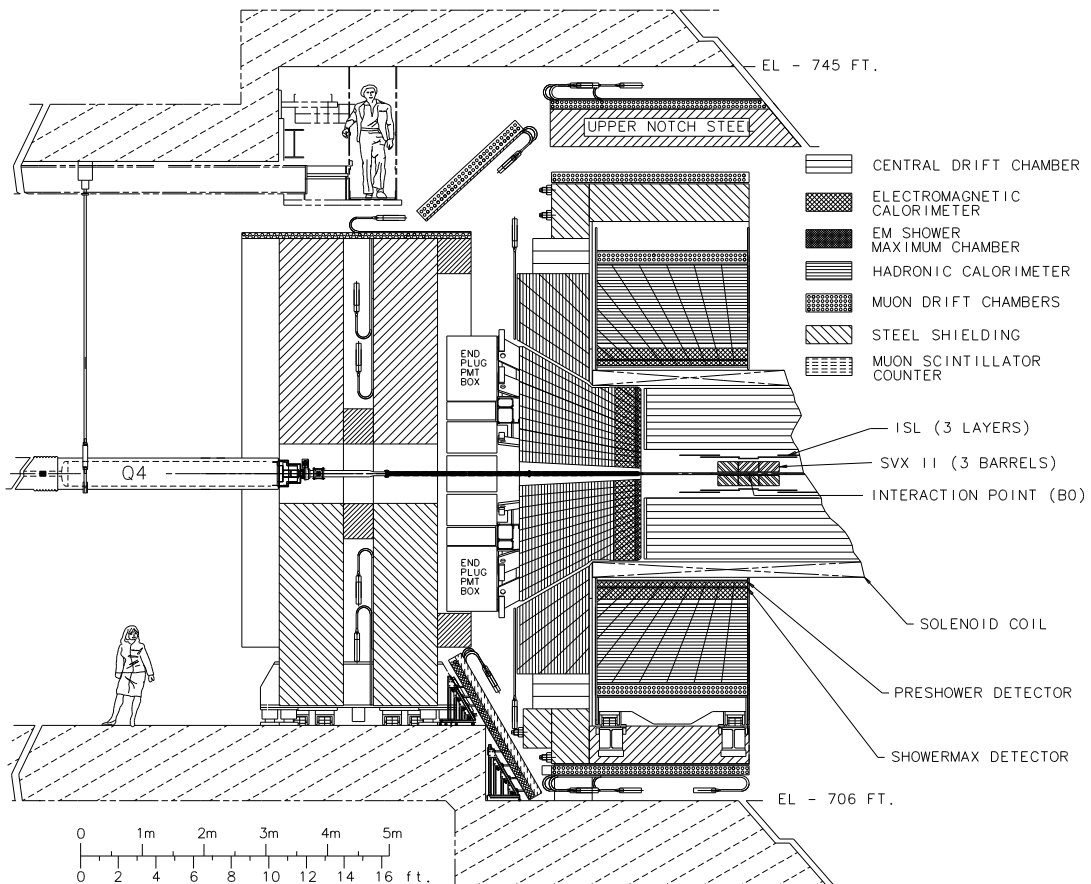 EL - 745 FT.
UPPER NOTCH STEEL
CENTRAL DRIFT CHAMBER
ELECTROMAGNETIC
CALORIMETER
EM SHOWER
MAXIMUM CHAMBER
HADRONIC CALORIMETER
MUON DRIFT CHAMBERS
STEEL SHIELDING
MUON SCINTILLATOR
COUNTER
END
PLUG
PMT
BOX
ISL (3 LAYERS)
Q4
SVX II (3 BARRELS)
INTERACTION POINT (B0)
END
PLUG
PMT
BOX
SOLENOID COIL
PRESHOWER DETECTOR
SHOWERMAX DETECTOR
EL - 706 FT.
0 1m 2m 3m 4m 5m
0 2 4 6 8 10 12 14 16 ft.